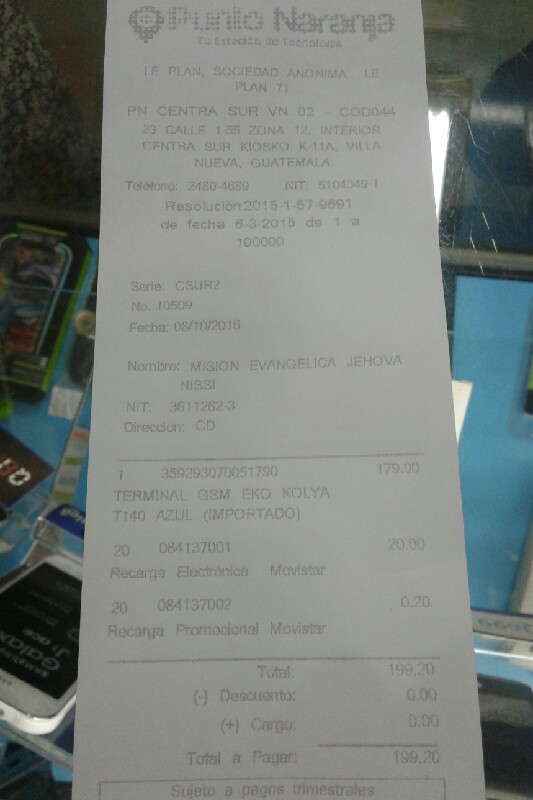 Punto Naranja
Tu Estación de Tecnología
LE PLAN, SOCIEDAD ANONIMA LE
PLAN 71
PN CENTRA SUR VN 02 - COD044
23 CALLE 1-55 ZONA 12, INTERIOR
CENTRA SUR KIOSKO K-11A, VILLA
NUEVA, GUATEMALA
Teléfono: 2480-4689 NIT: 5104349-1
Resolución 2015-1-57-9591
de fecha 6-3-2015 de 1 a
100000
Serie: CSUR2
No. 10509
Fecha: 08/10/2016
Nombre: MISION EVANGELICA JEHOVA
NISSI
NIT: 3611262-3
Direccion: CD
1 359293070051790 179.00
TERMINAL GSM EKO KOLYA
T140 AZUL (IMPORTADO)
20 084137001 20.00
Recarga Electrónica Movistar
20 084137002 0.20
Recarga Promocional Movistar
Total: 199.20
(-) Descuento: 0.00
(+) Cargo: 0.00
Total a Pagar: 199.20
Sujeto a pagos trimestrales
SAMSUNG
Galaxy
J1 ace